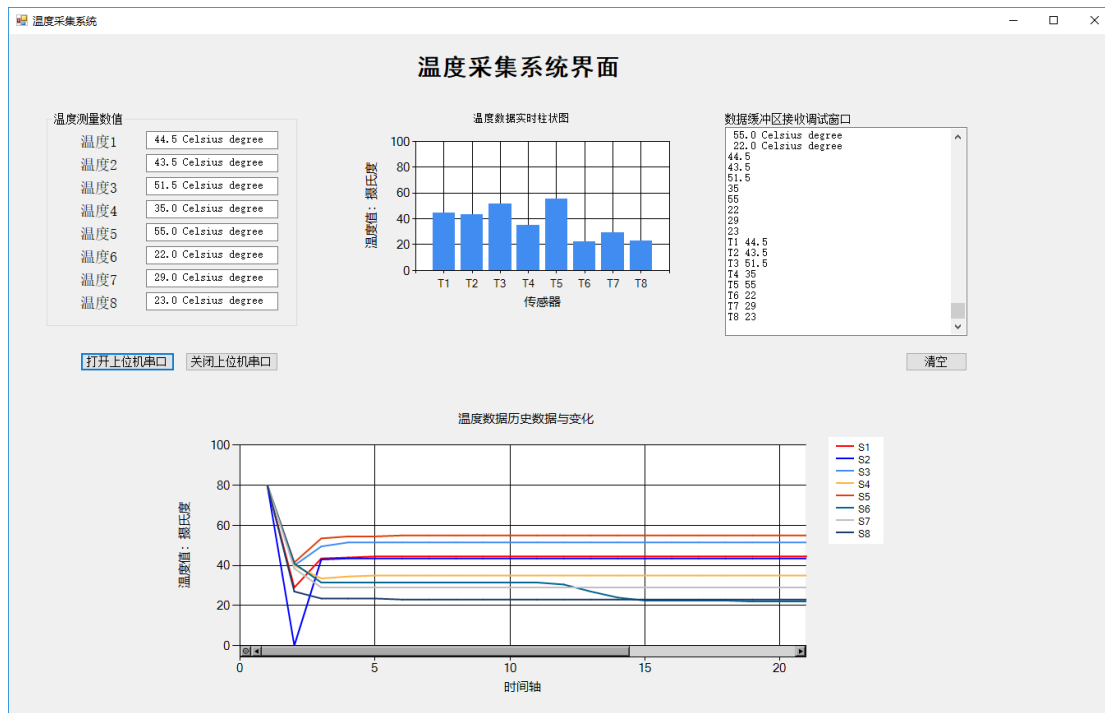 温度采集系统
温度采集系统界面
温度测量数值
温度1 44.5 Celsius degree
温度2 43.5 Celsius degree
温度3 51.5 Celsius degree
温度4 35.0 Celsius degree
温度5 55.0 Celsius degree
温度6 22.0 Celsius degree
温度7 29.0 Celsius degree
温度8 23.0 Celsius degree
打开上位机串口 关闭上位机串口
温度数据实时柱状图
温度值：摄氏度
100
80
60
40
20
0
T1 T2 T3 T4 T5 T6 T7 T8
传感器
数据缓冲区接收调试窗口
55.0 Celsius degree
22.0 Celsius degree
44.5
43.5
51.5
35
55
22
29
23
T1 44.5
T2 43.5
T3 51.5
T4 35
T5 55
T6 22
T7 29
T8 23
清空
温度数据历史数据与变化
温度值：摄氏度
100
80
60
40
20
0
0 5 10 15 20
时间轴
S1
S2
S3
S4
S5
S6
S7
S8